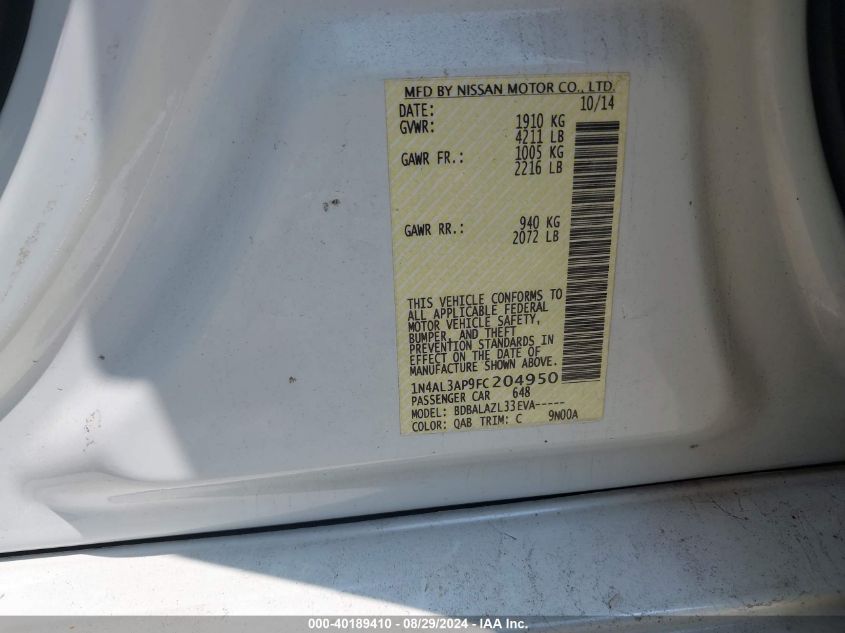 MFD BY NISSAN MOTOR CO., LTD.
DATE: 10/14
GVWR: 1910 KG
4211 LB
GAWR FR.: 1005 KG
2216 LB
GAWR RR.: 940 KG
2072 LB
THIS VEHICLE CONFORMS TO
ALL APPLICABLE FEDERAL
MOTOR VEHICLE SAFETY,
BUMPER, AND THEFT
PREVENTION STANDARDS IN
EFFECT ON THE DATE OF
MANUFACTURE SHOWN ABOVE.
1N4AL3AP9FC204950
PASSENGER CAR 648
MODEL: BDBALAZL33EVA-----
COLOR: QAB TRIM: C 9N00A
000-40189410 - 08/29/2024 - IAA Inc.